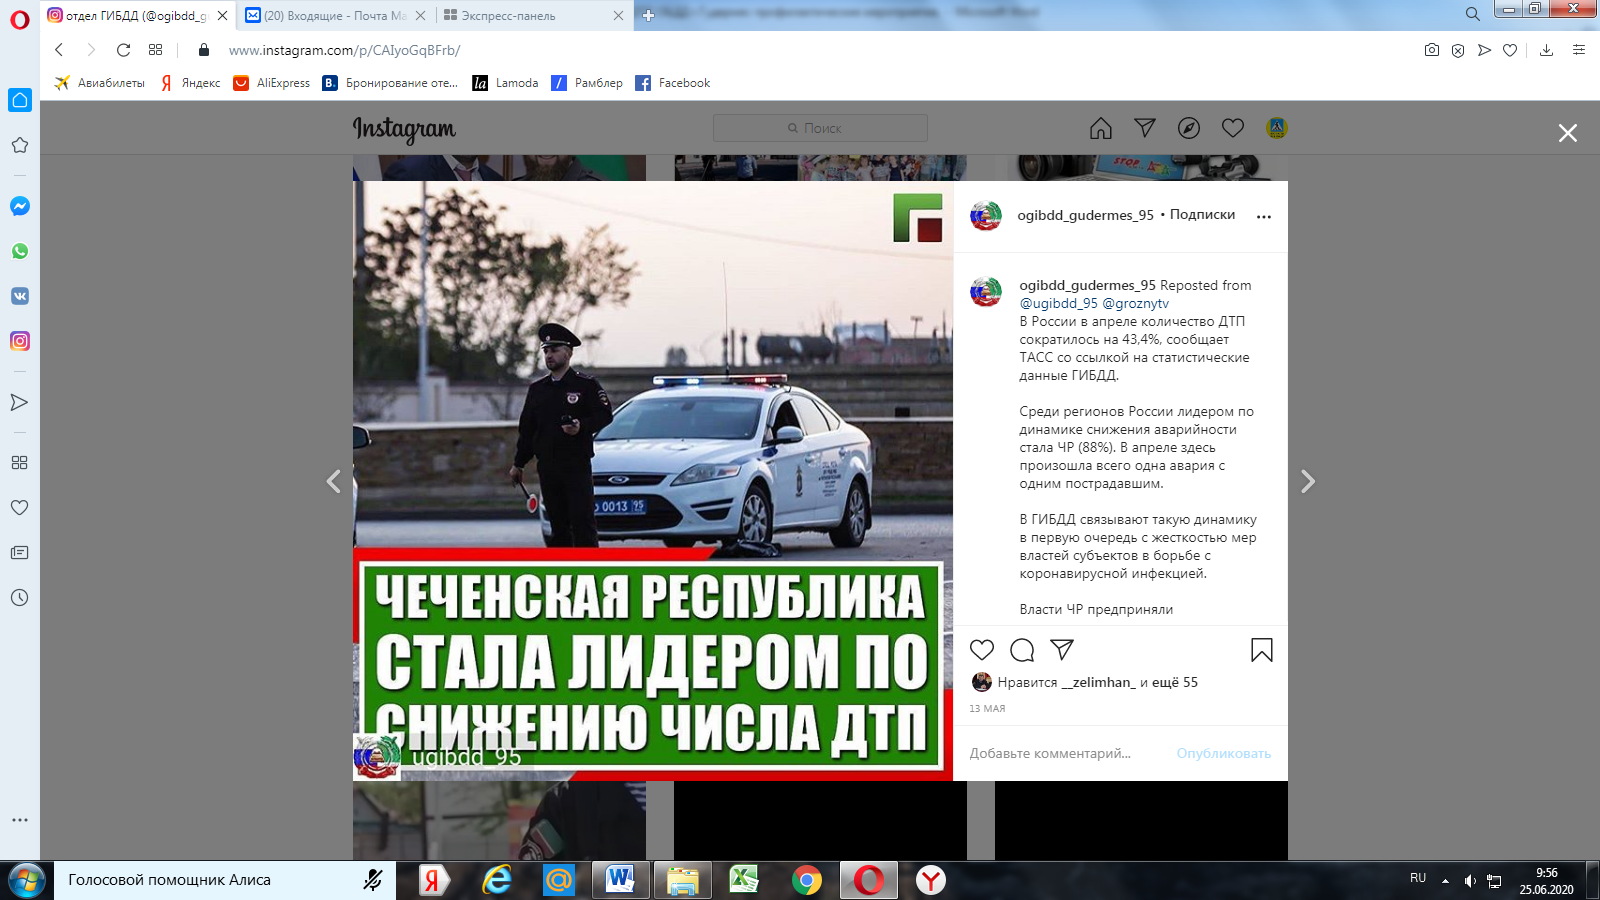 отдел ГИБДД (@ogibdd_g
(20) Входящие - Почта Ма
Экспресс-панель
www.instagram.com/p/CAIyoGqBFrb/
Авиабилеты
Яндекс
AliExpress
Бронирование оте...
Lamoda
Рамблер
Facebook
Instagram
Поиск
STOP
ogibdd_gudermes_95 • Подписки
ogibdd_gudermes_95 Reposted from
@ugibdd_95 @groznytv
В России в апреле количество ДТП
сократилось на 43,4%, сообщает
ТАСС со ссылкой на статистические
данные ГИБДД.
Среди регионов России лидером по
динамике снижения аварийности
стала ЧР (88%). В апреле здесь
произошла всего одна авария с
одним пострадавшим.
В ГИБДД связывают такую динамику
в первую очередь с жесткостью мер
властей субъектов в борьбе с
коронавирусной инфекцией.
Власти ЧР предприняли
Нравится __zelimhan_ и ещё 55
13 МАЯ
Добавьте комментарий...
Опубликовать
0013 95
ЧЕЧЕНСКАЯ РЕСПУБЛИКА
СТАЛА ЛИДЕРОМ ПО
СНИЖЕНИЮ ЧИСЛА ДТП
ugibdd_95
Голосовой помощник Алиса
RU
9:56
25.06.2020